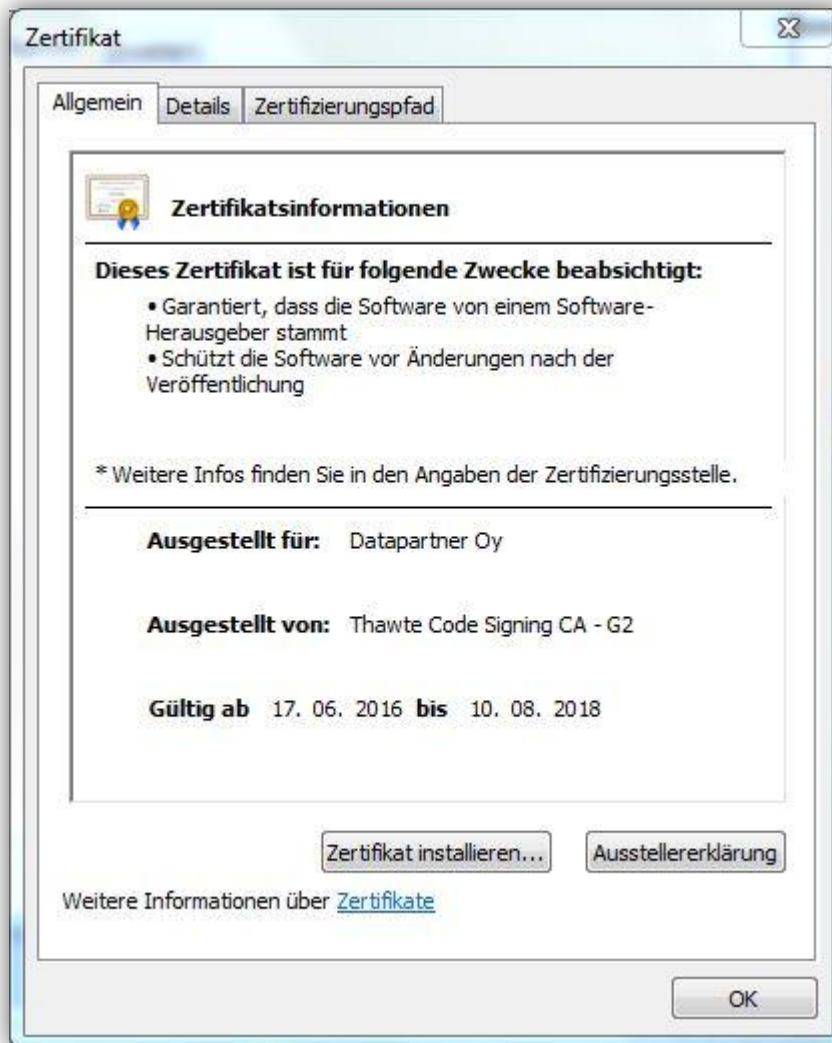 Zertifikat
Allgemein Details Zertifizierungspfad
Zertifikatsinformationen
Dieses Zertifikat ist für folgende Zwecke beabsichtigt:
• Garantiert, dass die Software von einem Software-
Herausgeber stammt
• Schützt die Software vor Änderungen nach der
Veröffentlichung
* Weitere Infos finden Sie in den Angaben der Zertifizierungsstelle.
Ausgestellt für: Datapartner Oy
Ausgestellt von: Thawte Code Signing CA - G2
Gültig ab 17. 06. 2016 bis 10. 08. 2018
Zertifikat installieren... Ausstellererklärung
Weitere Informationen über Zertifikate
OK